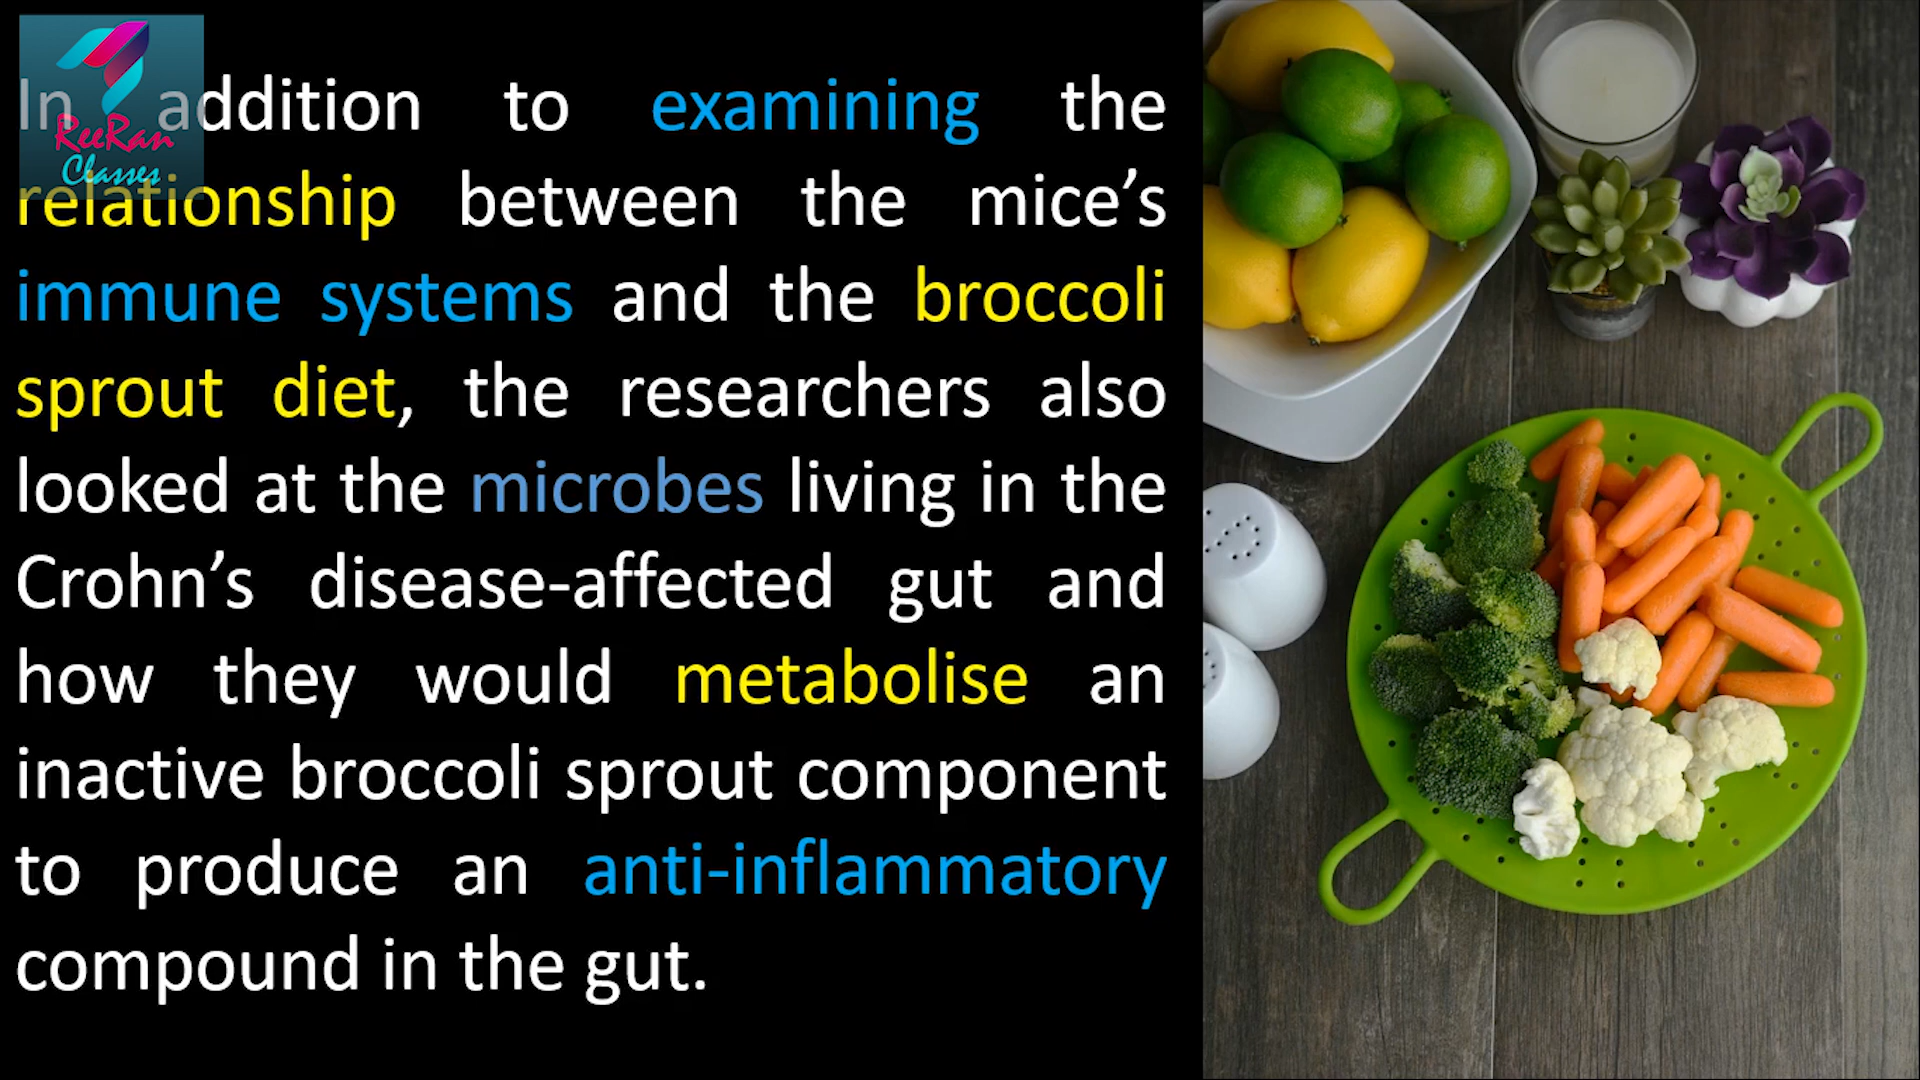 ReeRan
Classes
In addition to examining the
relationship between the mice’s
immune systems and the broccoli
sprout diet, the researchers also
looked at the microbes living in the
Crohn’s disease-affected gut and
how they would metabolise an
inactive broccoli sprout component
to produce an anti-inflammatory
compound in the gut.